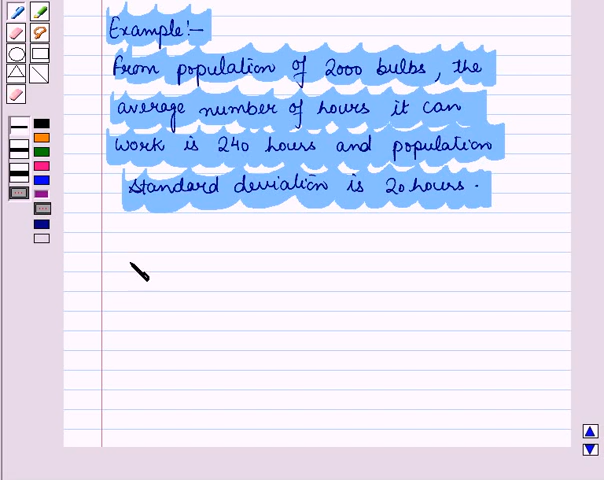 Example:-
From population of 2000 bulbs, the
average number of hours it can
work is 240 hours and population
standard deviation is 20 hours.